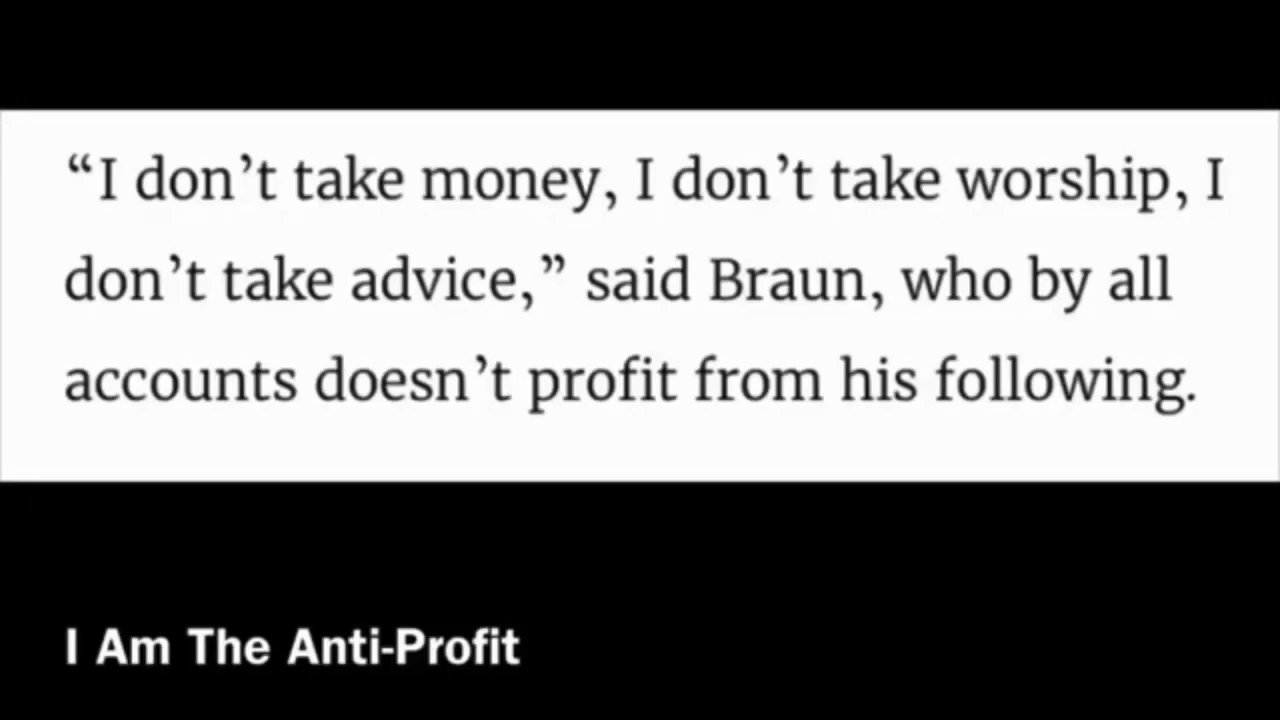 “I don’t take money, I don’t take worship, I
don’t take advice,” said Braun, who by all
accounts doesn’t profit from his following.
I Am The Anti-Profit